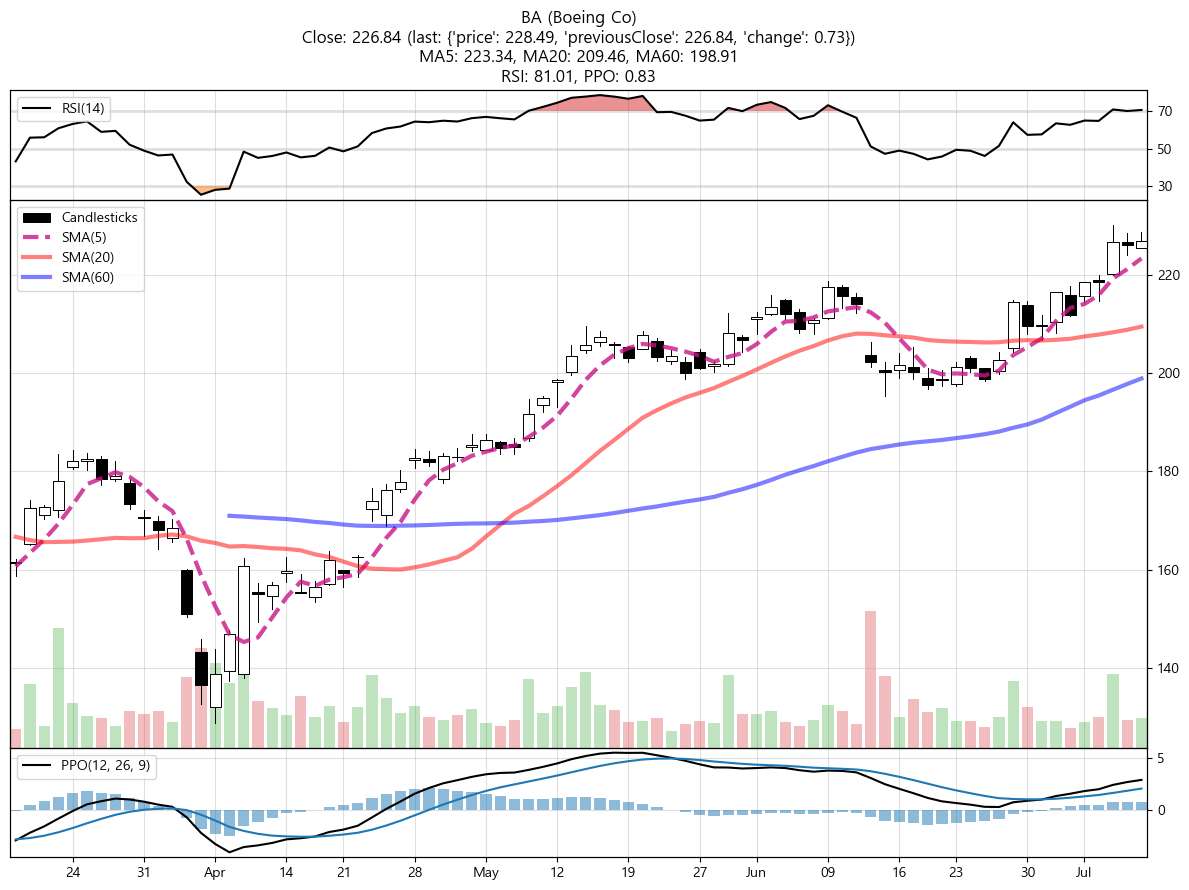 BA (Boeing Co)
Close: 226.84 (last: {'price': 228.49, 'previousClose': 226.84, 'change': 0.73})
MA5: 223.34, MA20: 209.46, MA60: 198.91
RSI: 81.01, PPO: 0.83
RSI(14)
70
50
30
Candlesticks
SMA(5)
SMA(20)
SMA(60)
220
200
180
160
140
PPO(12, 26, 9)
5
0
24 31 Apr 14 21 28 May 12 19 27 Jun 09 16 23 30 Jul